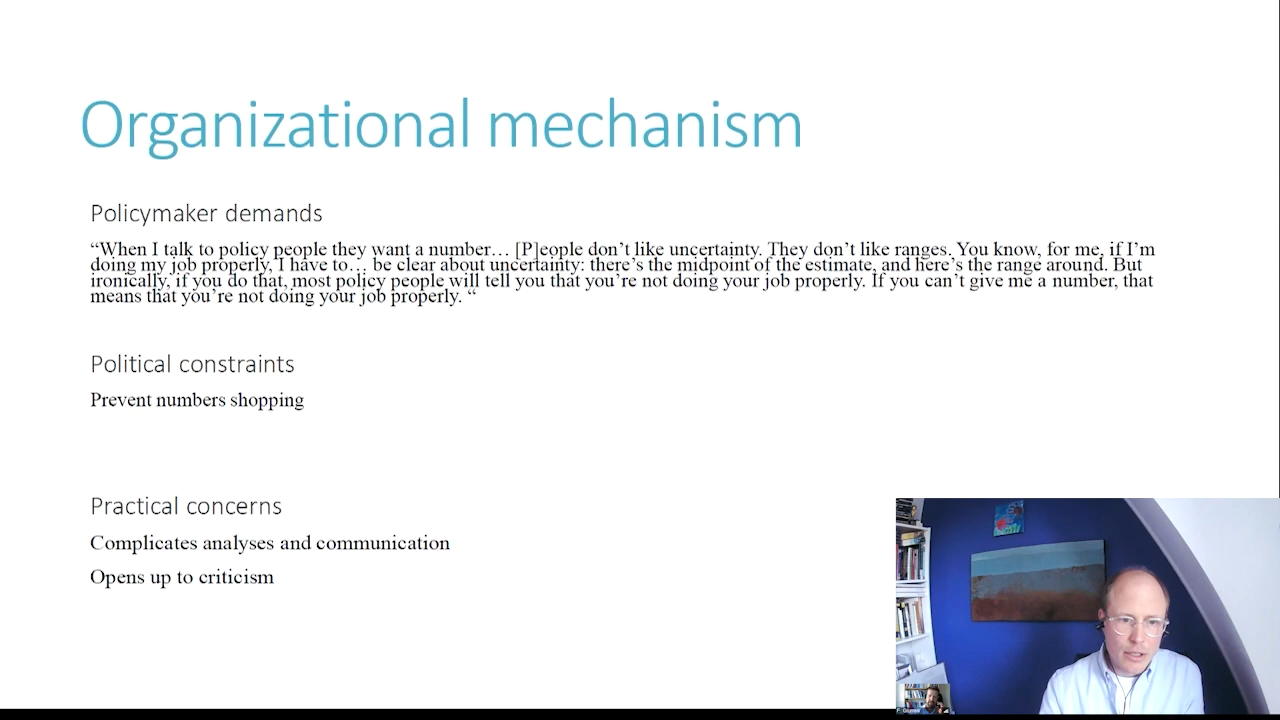 Organizational mechanism
Policymaker demands
“When I talk to policy people they want a number… [P]eople don’t like uncertainty. They don’t like ranges. You know, for me, if I’m
doing my job properly, I have to… be clear about uncertainty: there’s the midpoint of the estimate, and here’s the range around. But
ironically, if you do that, most policy people will tell you that you’re not doing your job properly. If you can’t give me a number, that
means that you’re not doing your job properly. “
Political constraints
Prevent numbers shopping
Practical concerns
Complicates analyses and communication
Opens up to criticism